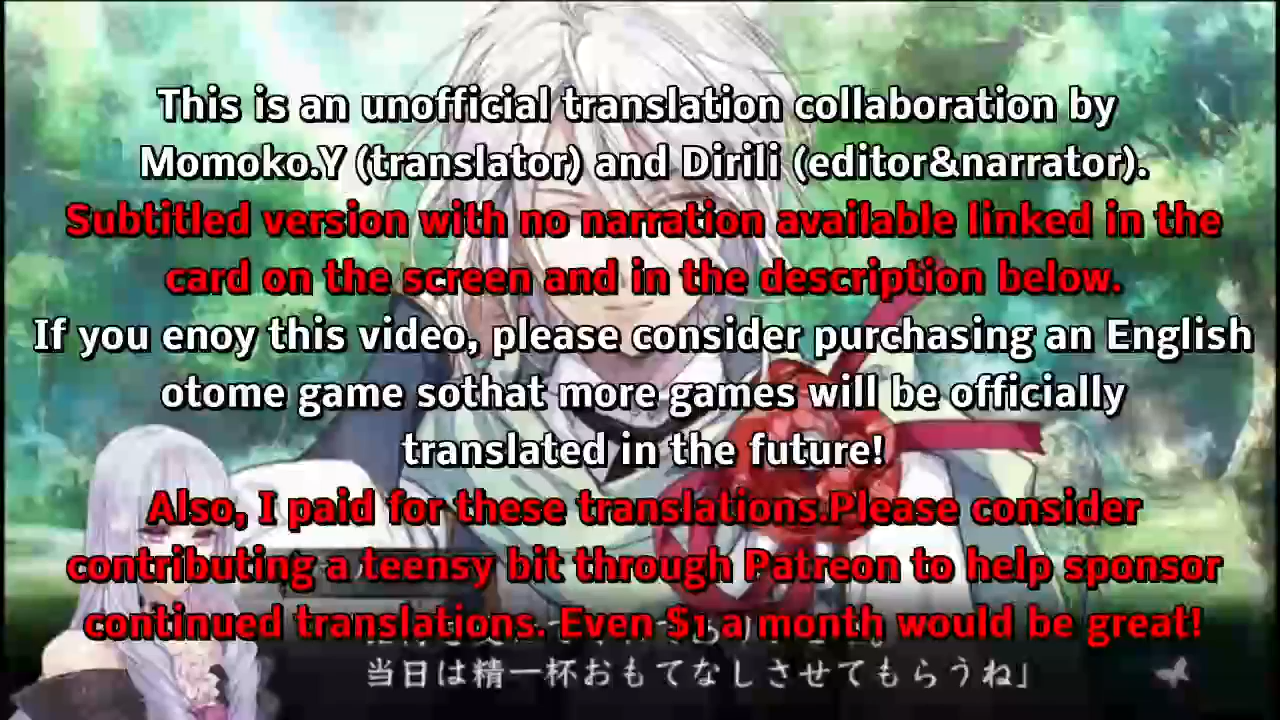 This is an unofficial translation collaboration by
Momoko.Y (translator) and Dirili (editor&narrator).
Subtitled version with no narration available linked in the
card on the screen and in the description below.
If you enoy this video, please consider purchasing an English
otome game sothat more games will be officially
translated in the future!
Also, I paid for these translations.Please consider
contributing a teensy bit through Patreon to help sponsor
continued translations. Even $1 a month would be great!
当日は精一杯おもてなしさせてもらうね」